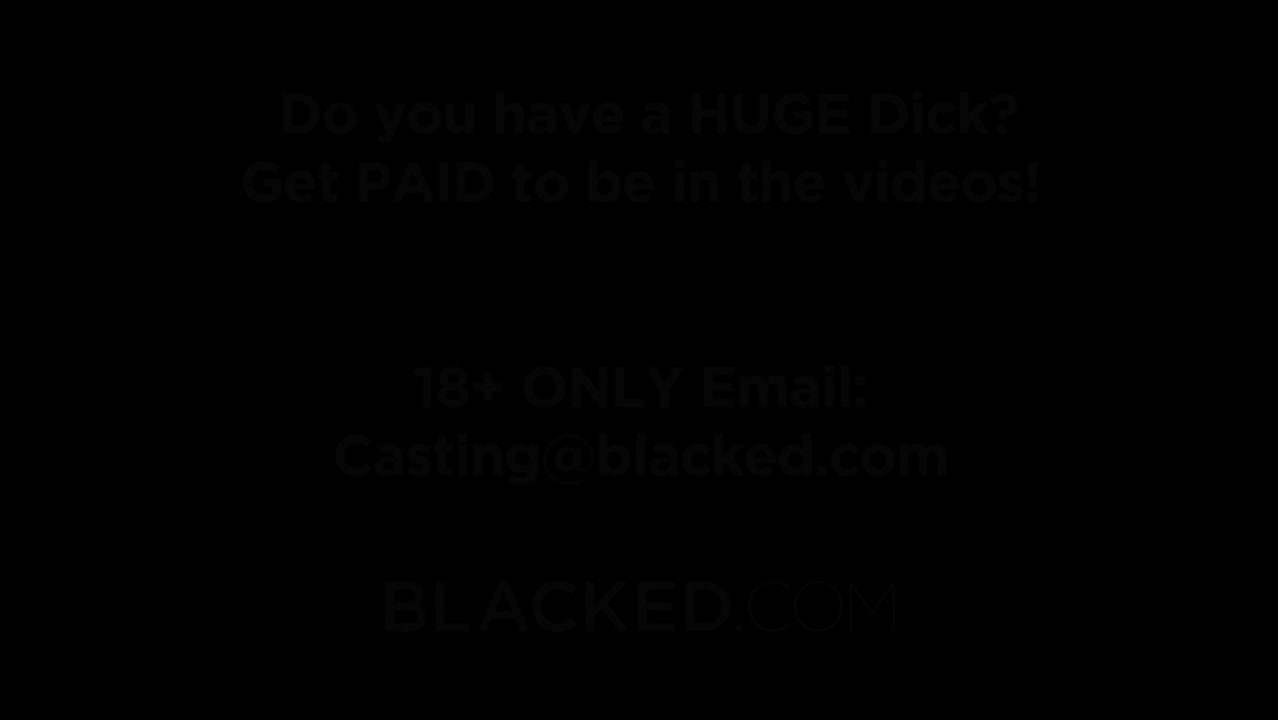 Do you have a HUGE Dick?
Get PAID to be in the videos!
18+ ONLY Email:
Casting@blacked.com
BLACKED.COM